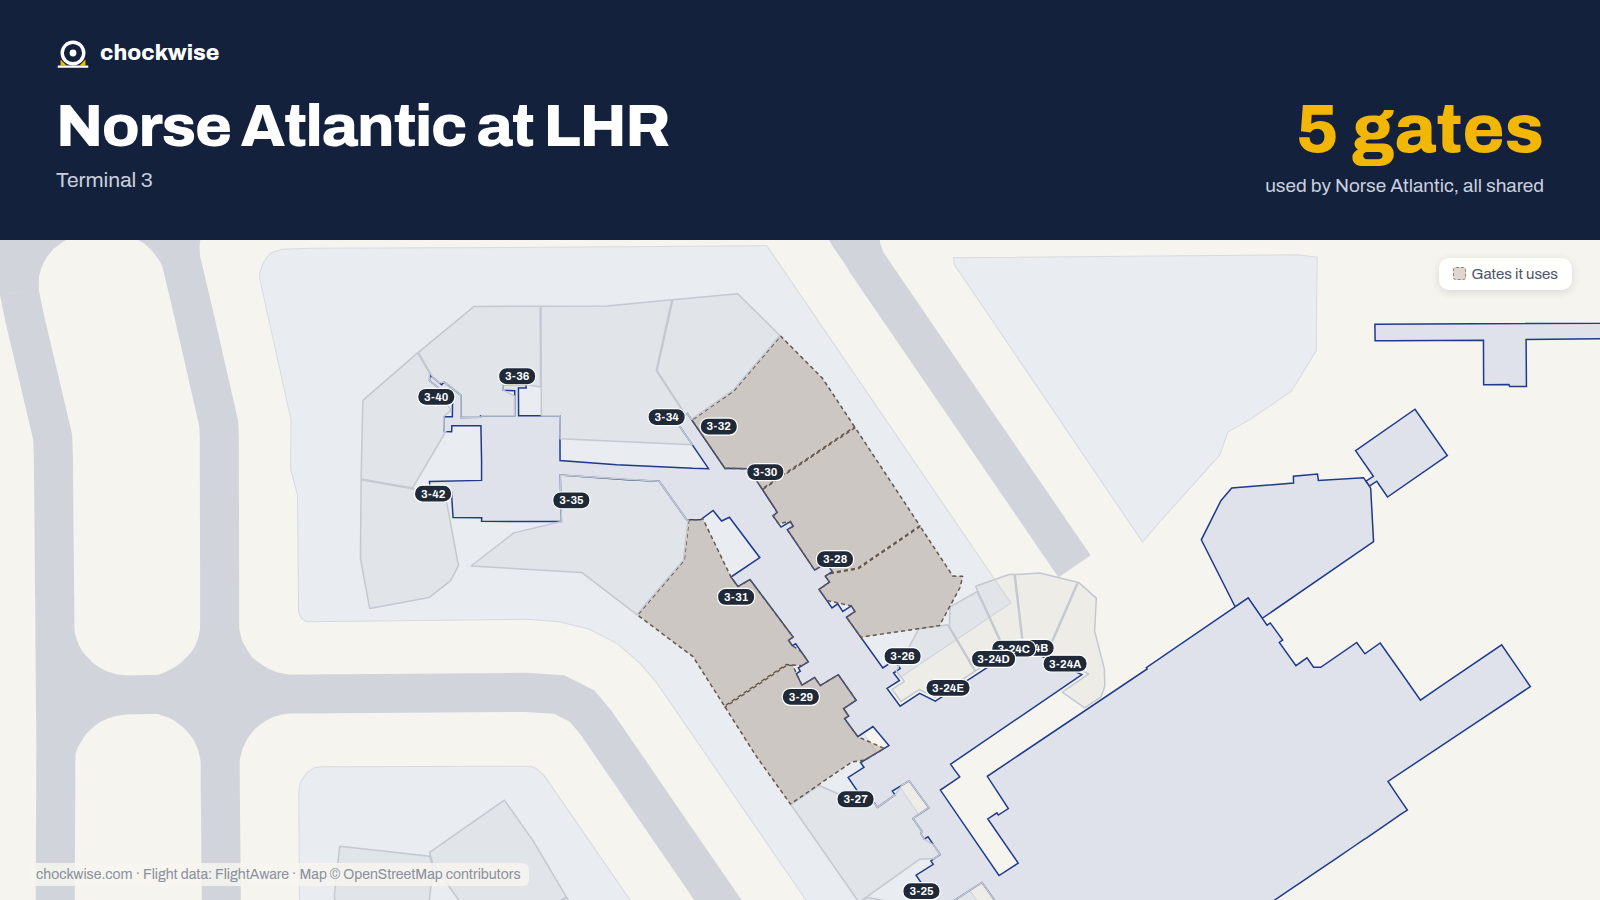 chockwise
Norse Atlantic at LHR
Terminal 3
5 gates
used by Norse Atlantic, all shared
Gates it uses
3-36
3-40
3-34
3-32
3-30
3-42
3-35
3-28
3-31
3-26
3-24C
4B
3-24D
3-24A
3-24E
3-29
3-27
3-25
chockwise.com · Flight data: FlightAware · Map © OpenStreetMap contributors